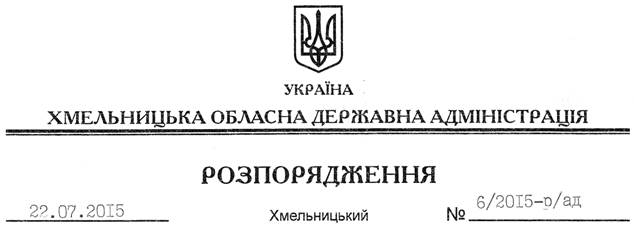 УКРАЇНА
ХМЕЛЬНИЦЬКА ОБЛАСНА ДЕРЖАВНА АДМІНІСТРАЦІЯ
РОЗПОРЯДЖЕННЯ
22.07.2015 Хмельницький № 6/2015-р/ад